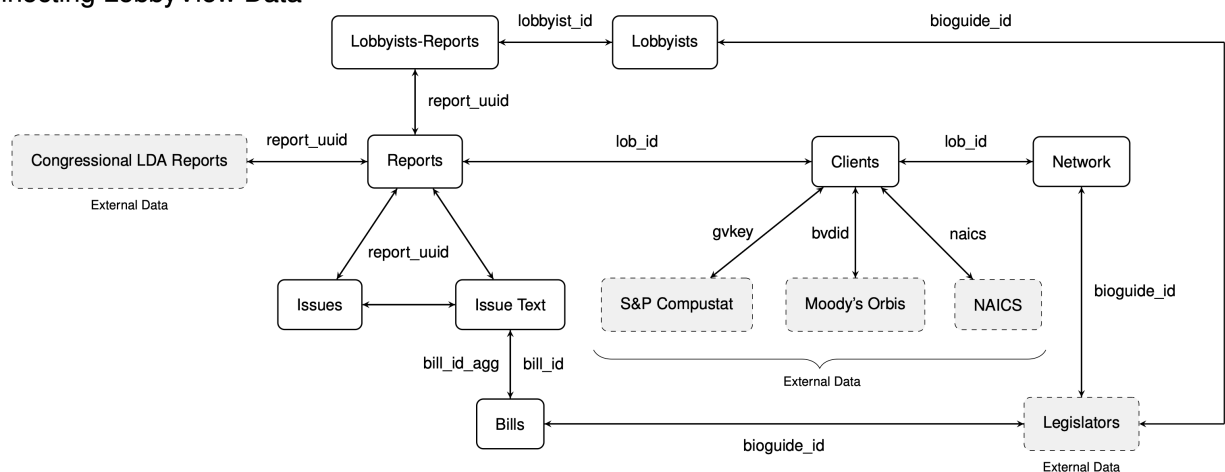 LobbyView Data
lobbyist_id
bioguide_id
Lobbyists-Reports
Lobbyists
report_uuid
report_uuid
lob_id
lob_id
Congressional LDA Reports
Reports
Clients
Network
External Data
gvkey
bvdid
naics
report_uuid
bioguide_id
Issues
Issue Text
S&P Compustat
Moody's Orbis
NAICS
bill_id_agg
bill_id
External Data
Bills
Legislators
bioguide_id
External Data